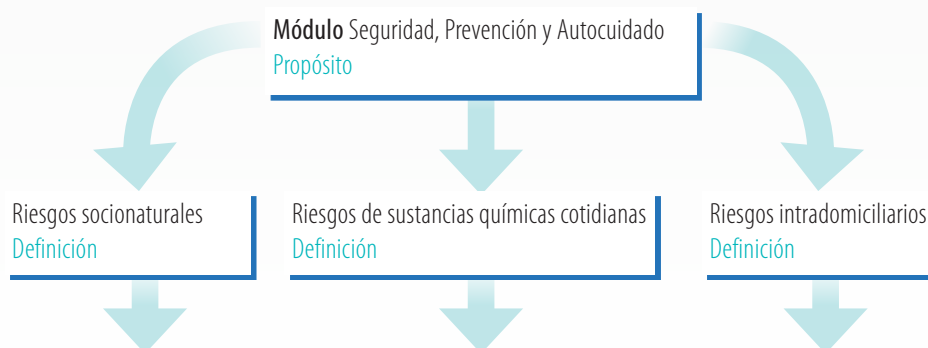 Módulo Seguridad, Prevención y Autocuidado
Propósito
Riesgos socionaturales
Definición
Riesgos de sustancias químicas cotidianas
Definición
Riesgos intradomiciliarios
Definición